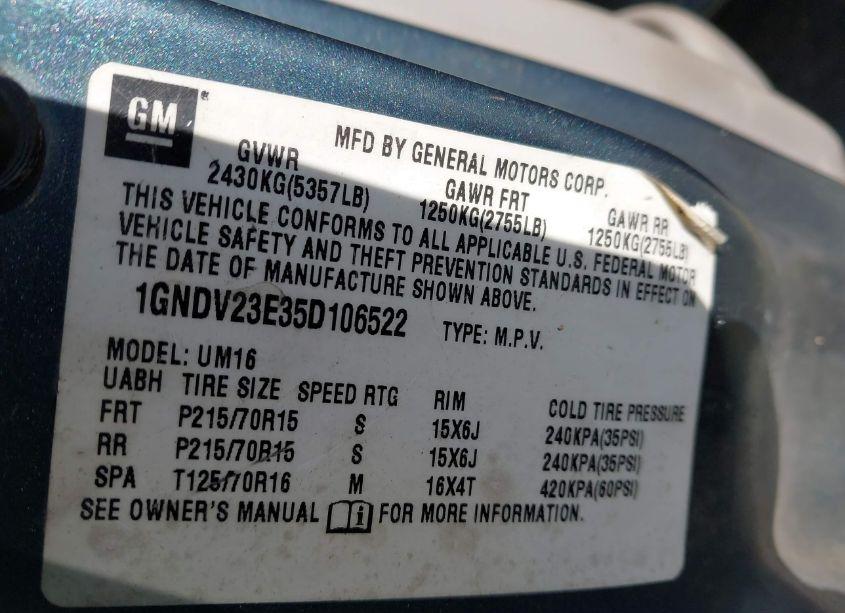 GM
MFD BY GENERAL MOTORS CORP.
GVWR GAWR FRT GAWR RR
2430KG(5357LB) 1250KG(2755LB) 1250KG(2755LB)
THIS VEHICLE CONFORMS TO ALL APPLICABLE U.S. FEDERAL MOTOR
VEHICLE SAFETY AND THEFT PREVENTION STANDARDS IN EFFECT ON
THE DATE OF MANUFACTURE SHOWN ABOVE.
1GNDV23E35D106522 TYPE: M.P.V.
MODEL: UM16
UABH TIRE SIZE SPEED RTG RIM COLD TIRE PRESSURE
FRT P215/70R15 S 15X6J 240KPA(35PSI)
RR P215/70R15 S 15X6J 240KPA(35PSI)
SPA T125/70R16 M 16X4T 420KPA(60PSI)
SEE OWNER'S MANUAL FOR MORE INFORMATION.